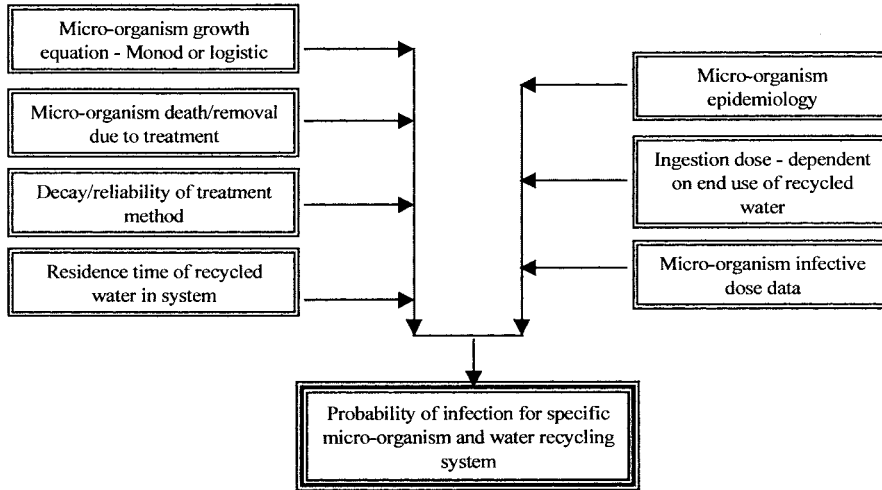 Micro-organism growth
equation - Monod or logistic
Micro-organism death/removal
due to treatment
Decay/reliability of treatment
method
Residence time of recycled
water in system
Micro-organism
epidemiology
Ingestion dose - dependent
on end use of recycled
water
Micro-organism infective
dose data
Probability of infection for specific
micro-organism and water recycling
system